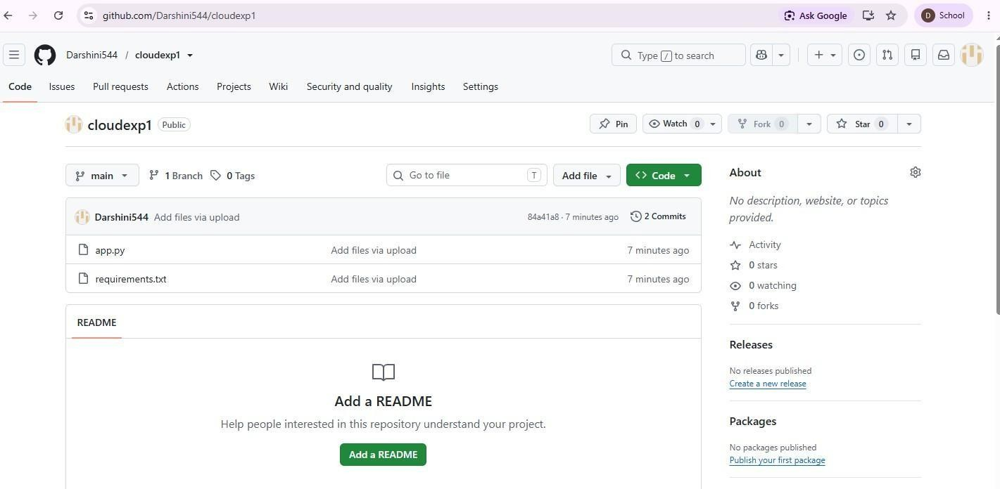 github.com/Darshini544/cloudexp1 Ask Google D School
Darshini544 / cloudexp1 Type / to search
Code Issues Pull requests Actions Projects Wiki Security and quality Insights Settings
cloudexp1 Public Pin Watch 0 Fork 0 Star 0
main 1 Branch 0 Tags Go to file T Add file Code About
No description, website, or topics
provided.
Darshini544 Add files via upload 84a41a8 · 7 minutes ago 2 Commits
Activity
app.py Add files via upload 7 minutes ago
0 stars
requirements.txt Add files via upload 7 minutes ago
0 watching
0 forks
README
Releases
No releases published
Create a new release
Add a README
Help people interested in this repository understand your project.
Packages
No packages published
Add a README
Publish your first package